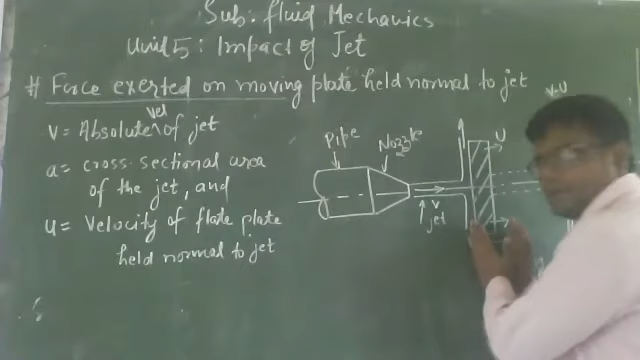 Sub: fluid Mechanics
Unit 5: Impact of Jet
# Force exerted on moving plate held normal to jet
V = Absolute vel of jet
a = cross-sectional area
of the jet, and
u = Velocity of flate plate
held normal to jet
Pipe
Nozzle
V
jet
U
V-U